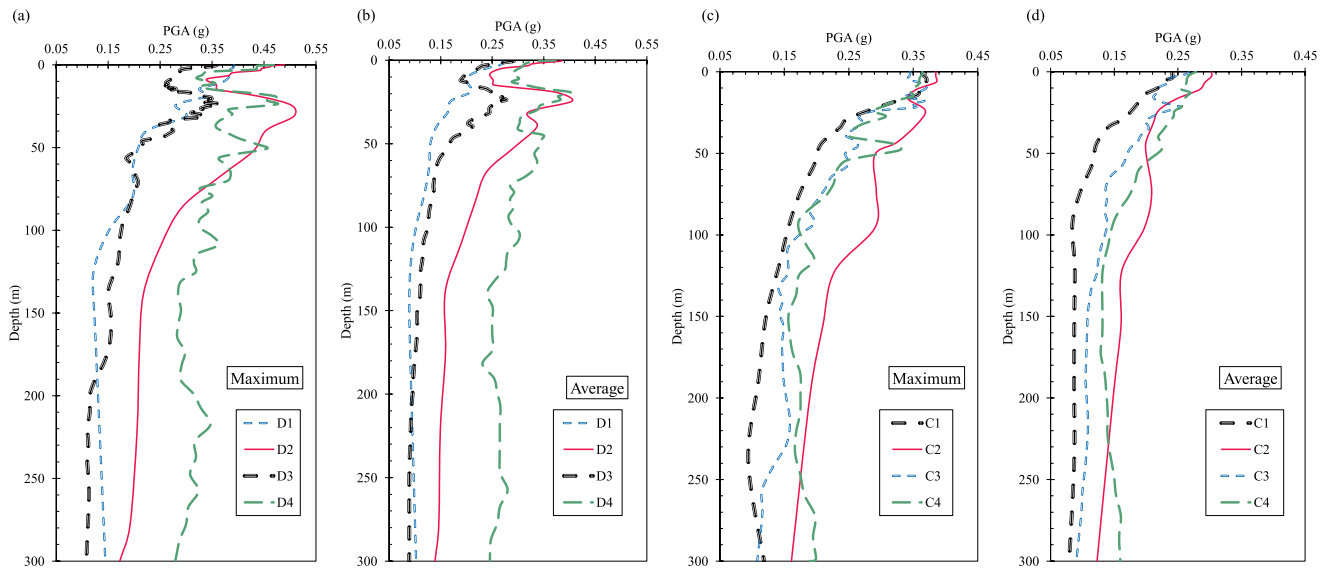 (a)
PGA (g)
0.05 0.15 0.25 0.35 0.45 0.55
0
50
100
150
200
250
300
Depth (m)
Maximum
D1
D2
D3
D4
(b)
PGA (g)
0.05 0.15 0.25 0.35 0.45 0.55
0
50
100
150
200
250
300
Depth (m)
Average
D1
D2
D3
D4
(c)
PGA (g)
0.05 0.15 0.25 0.35 0.45
0
50
100
150
200
250
300
Depth (m)
Maximum
C1
C2
C3
C4
(d)
PGA (g)
0.05 0.15 0.25 0.35 0.45
0
50
100
150
200
250
300
Depth (m)
Average
C1
C2
C3
C4